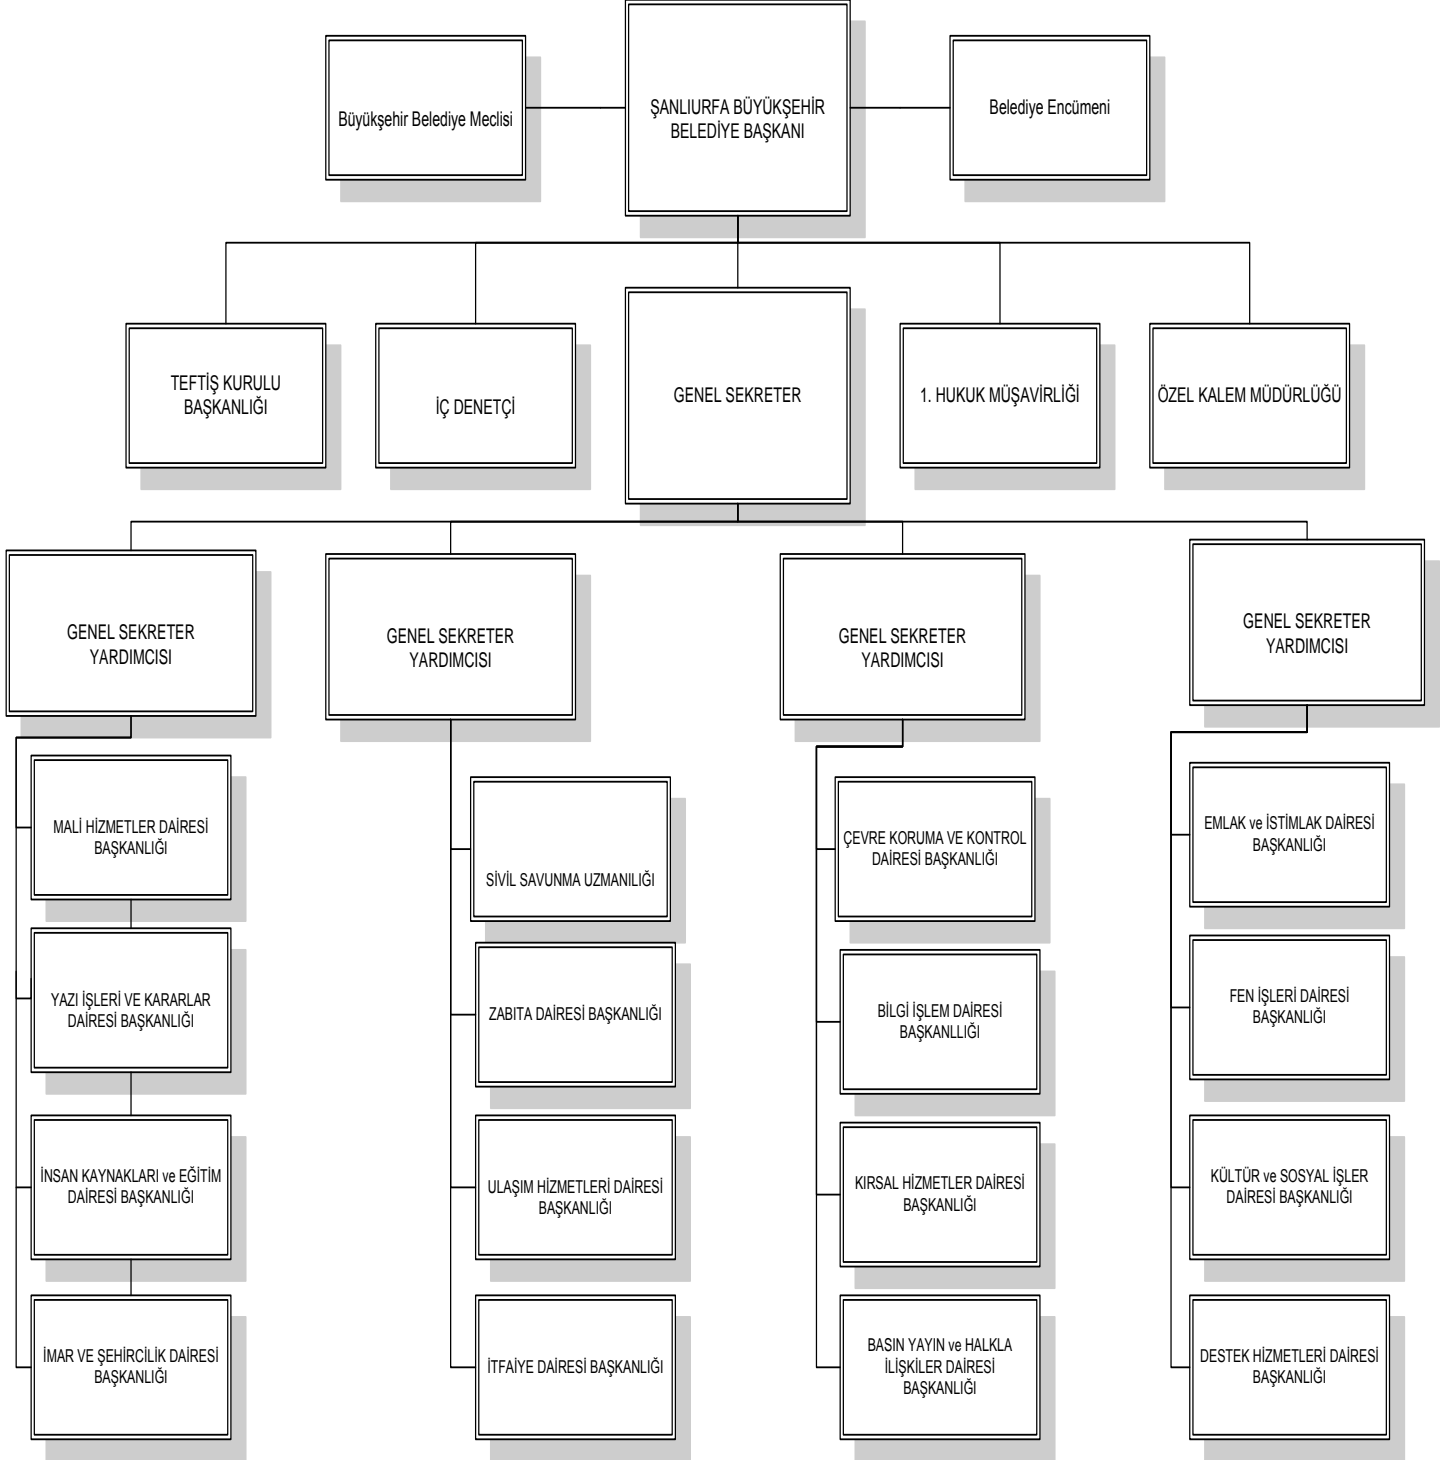 Büyükşehir Belediye Meclisi
ŞANLIURFA BÜYÜKŞEHİR
BELEDİYE BAŞKANI
Belediye Encümeni
TEFTİŞ KURULU
BAŞKANLIĞI
İÇ DENETÇİ
GENEL SEKRETER
1. HUKUK MÜŞAVİRLİĞİ
ÖZEL KALEM MÜDÜRLÜĞÜ
GENEL SEKRETER
YARDIMCISI
MALİ HİZMETLER DAİRESİ
BAŞKANLIĞI
YAZI İŞLERİ VE KARARLAR
DAİRESİ BAŞKANLIĞI
İNSAN KAYNAKLARI ve EĞİTİM
DAİRESİ BAŞKANLIĞI
İMAR VE ŞEHİRCİLİK DAİRESİ
BAŞKANLIĞI
GENEL SEKRETER
YARDIMCISI
SİVİL SAVUNMA UZMANILIĞI
ZABITA DAİRESİ BAŞKANLIĞI
ULAŞIM HİZMETLERİ DAİRESİ
BAŞKANLIĞI
İTFAİYE DAİRESİ BAŞKANLIĞI
GENEL SEKRETER
YARDIMCISI
ÇEVRE KORUMA VE KONTROL
DAİRESİ BAŞKANLIĞI
BİLGİ İŞLEM DAİRESİ
BAŞKANLLIĞI
KIRSAL HİZMETLER DAİRESİ
BAŞKANLIĞI
BASIN YAYIN ve HALKLA
İLİŞKİLER DAİRESİ
BAŞKANLIĞI
GENEL SEKRETER
YARDIMCISI
EMLAK ve İSTİMLAK DAİRESİ
BAŞKANLIĞI
FEN İŞLERİ DAİRESİ
BAŞKANLIĞI
KÜLTÜR ve SOSYAL İŞLER
DAİRESİ BAŞKANLIĞI
DESTEK HİZMETLERİ DAİRESİ
BAŞKANLIĞI